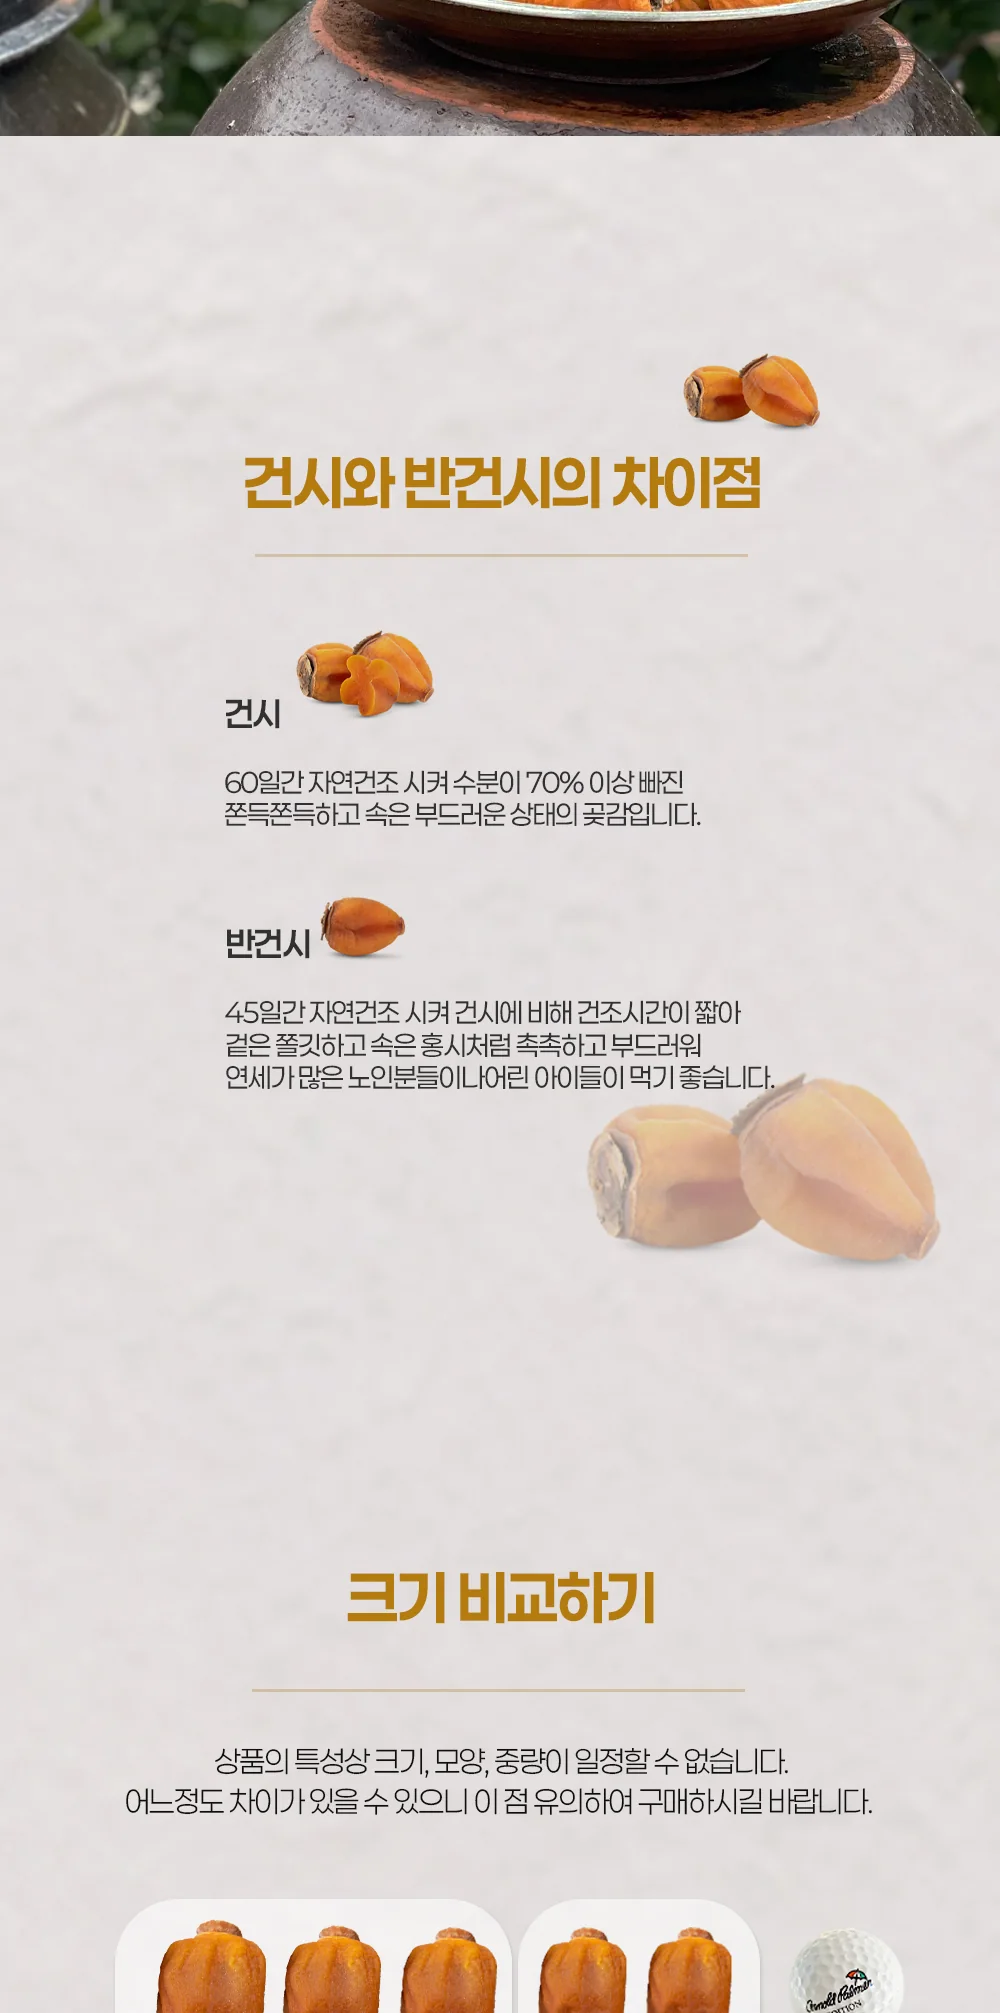 건시와 반건시의 차이점
건시
60일간 자연건조 시켜 수분이 70% 이상 빠진
쫀득쫀득하고 속은 부드러운 상태의 곶감입니다.
반건시
45일간 자연건조 시켜 건시에 비해 건조시간이 짧아
겉은 쫄깃하고 속은 홍시처럼 촉촉하고 부드러워
연세가 많은 노인분들이나어린 아이들이 먹기 좋습니다.
크기 비교하기
상품의 특성상 크기, 모양, 중량이 일정할 수 없습니다.
어느정도 차이가 있을 수 있으니 이 점 유의하여 구매하시길 바랍니다.
Arnold Palmer